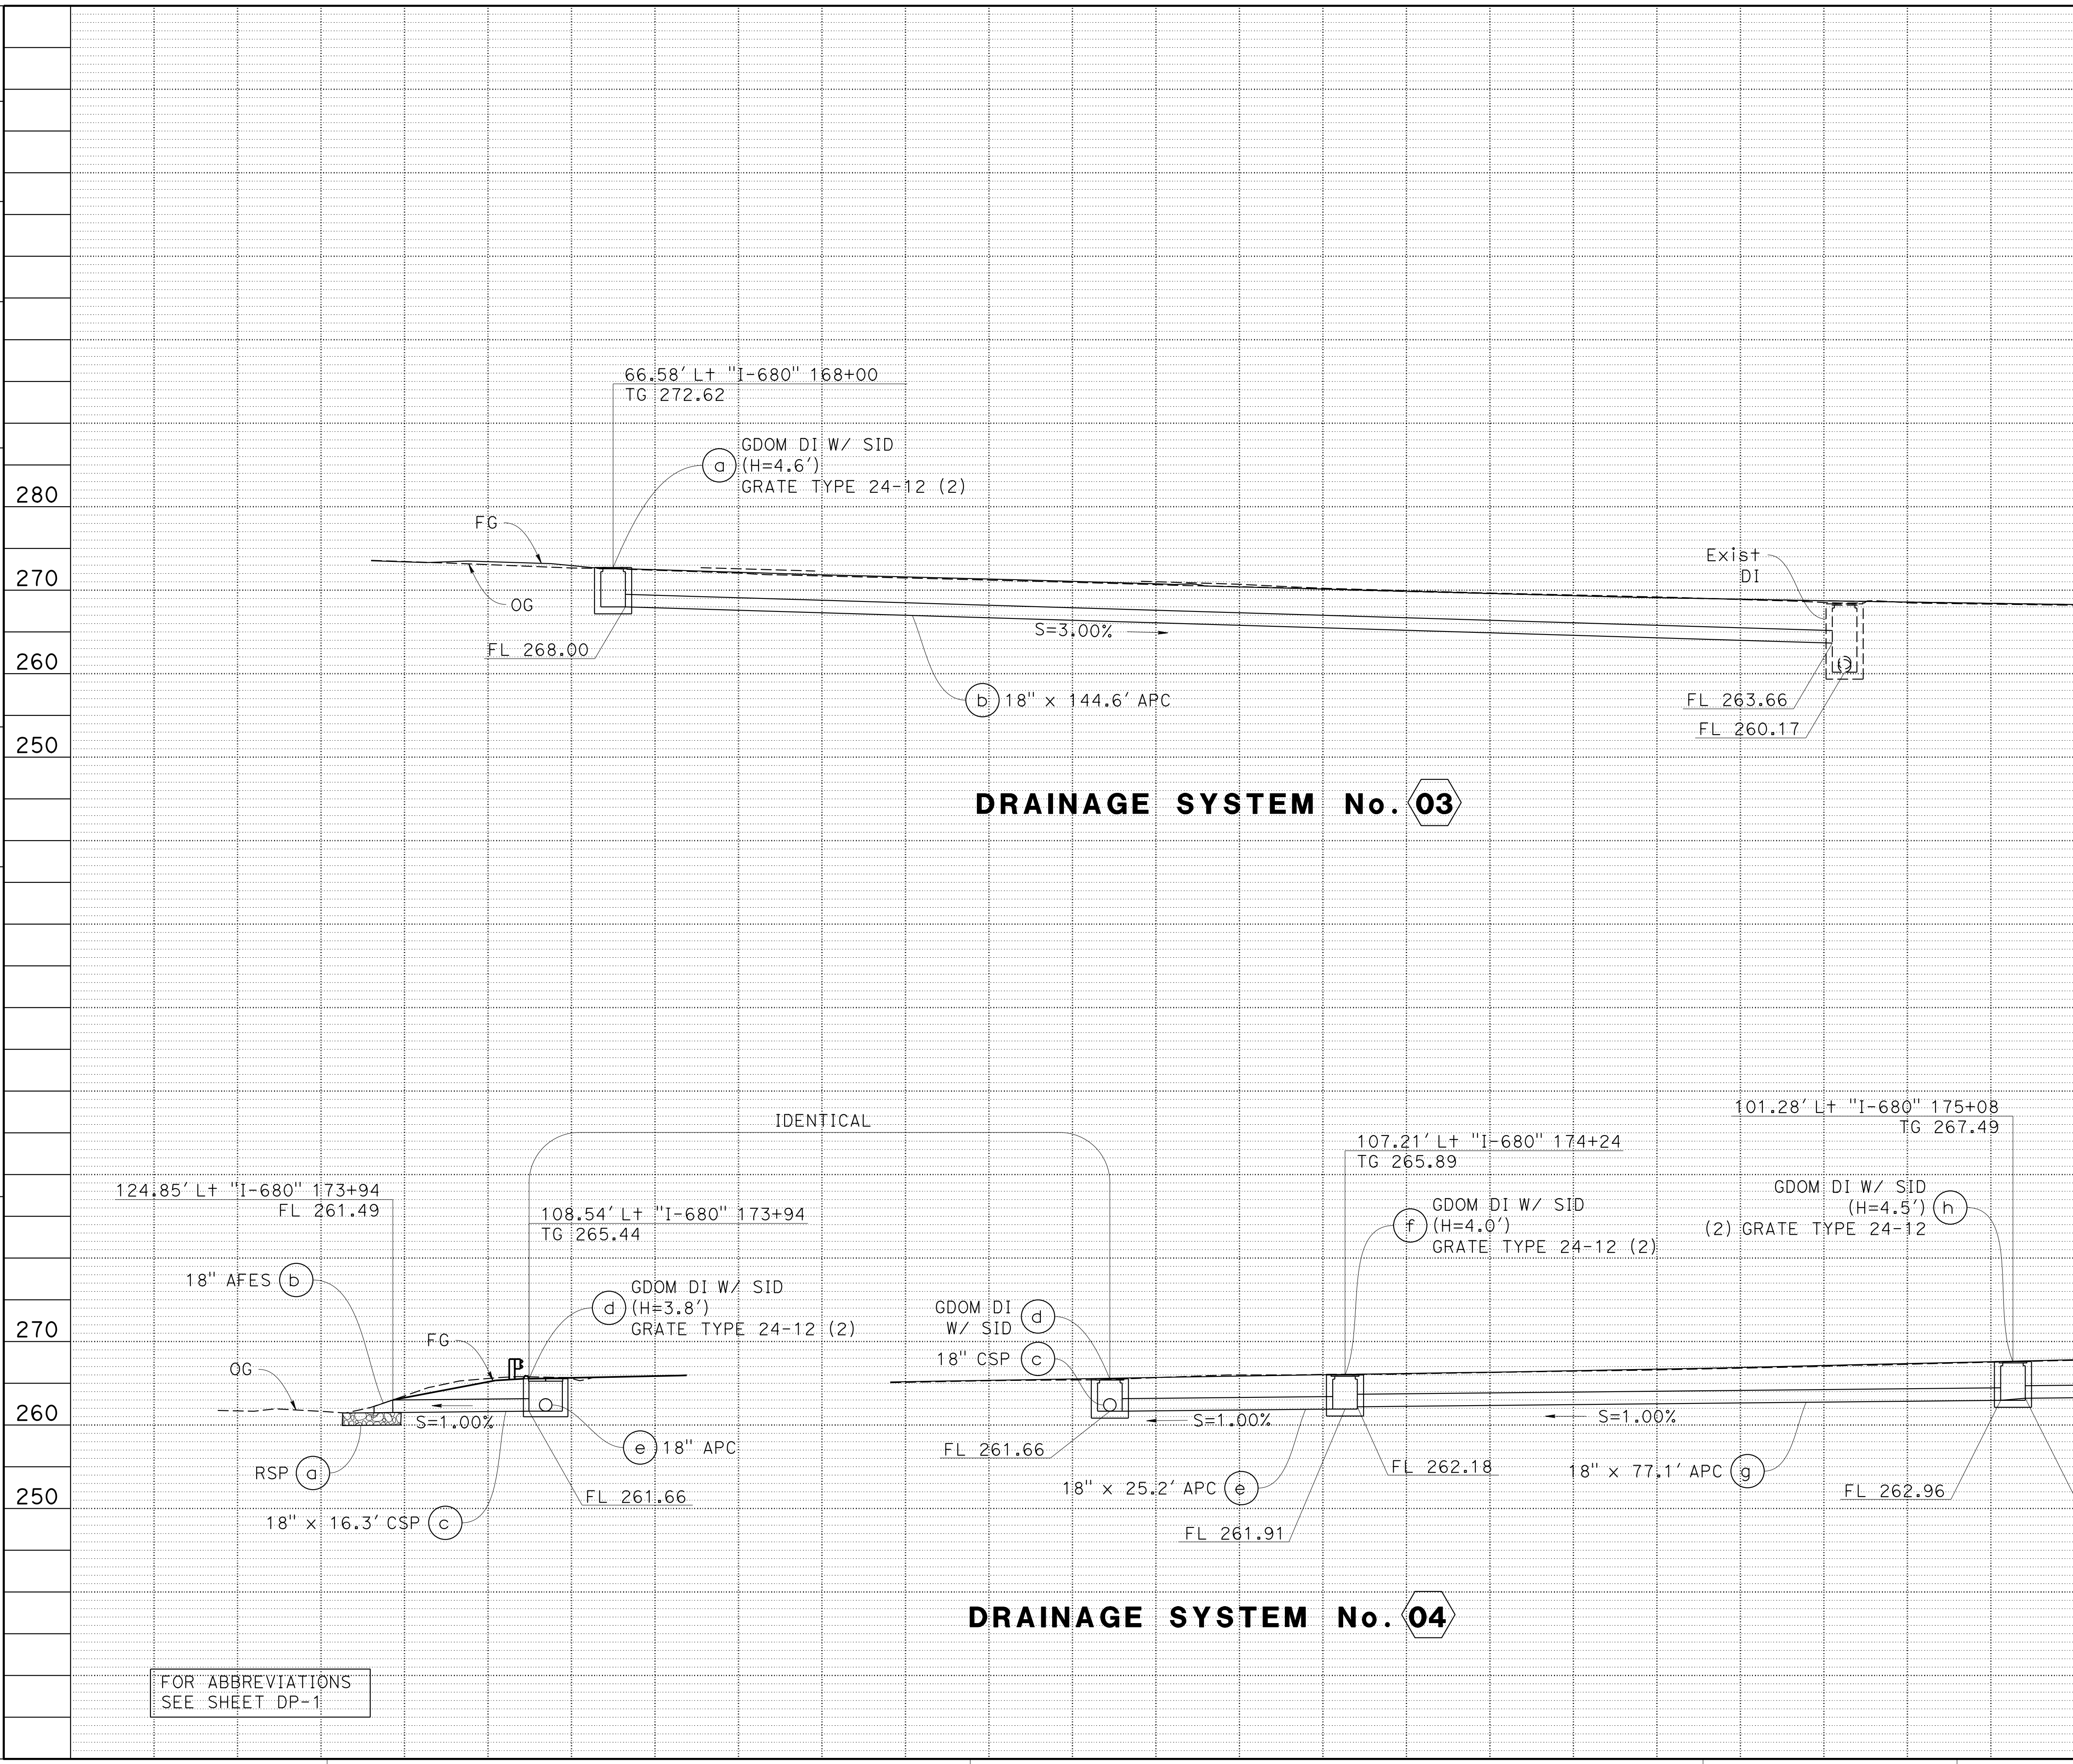 66.58' Lt "I-680" 168+00
TG 272.62
a
GDOM DI W/ SID
(H=4.6')
GRATE TYPE 24-12 (2)
280
FG
Exist
DI
270
OG
S=3.00%
FL 268.00
260
b 18" x 144.6' APC
FL 263.66
FL 260.17
250
DRAINAGE SYSTEM No. 03
IDENTICAL
101.28' Lt "I-680" 175+08
TG 267.49
107.21' Lt "I-680" 174+24
TG 265.89
124.85' Lt "I-680" 173+94
FL 261.49
108.54' Lt "I-680" 173+94
TG 265.44
GDOM DI W/ SID
(H=4.5') h
(2) GRATE TYPE 24-12
GDOM DI W/ SID
f (H=4.0')
GRATE TYPE 24-12 (2)
18" AFES b
GDOM DI W/ SID
d (H=3.8')
GRATE TYPE 24-12 (2)
GDOM DI
W/ SID d
18" CSP c
270
FG
OG
260
S=1.00%
S=1.00%
S=1.00%
e 18" APC
FL 261.66
RSP a
FL 262.18
18" x 77.1' APC g
18" x 25.2' APC e
FL 262.96
250
FL 261.66
18" x 16.3' CSP c
FL 261.91
DRAINAGE SYSTEM No. 04
FOR ABBREVIATIONS
SEE SHEET DP-1